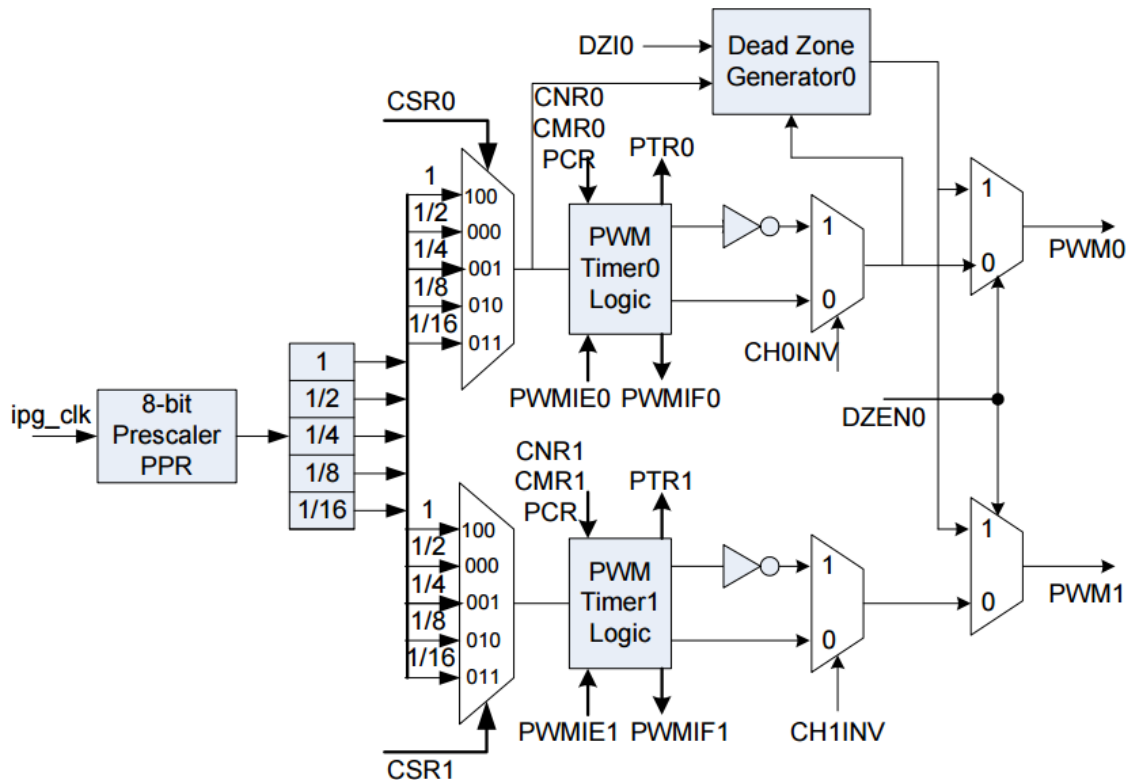 DZI0
Dead Zone
Generator0
CSR0
CNR0
CMR0
PCR
PTR0
1
1/2
1/4
1/8
1/16
100
000
001
010
011
PWM
Timer0
Logic
1
0
CH0INV
PWMIE0
PWMIF0
1
0
PWM0
DZEN0
ipg_clk
8-bit
Prescaler
PPR
1
1/2
1/4
1/8
1/16
CNR1
CMR1
PCR
PTR1
1
1/2
1/4
1/8
1/16
100
000
001
010
011
PWM
Timer1
Logic
1
0
CH1INV
PWMIE1
PWMIF1
1
0
PWM1
CSR1